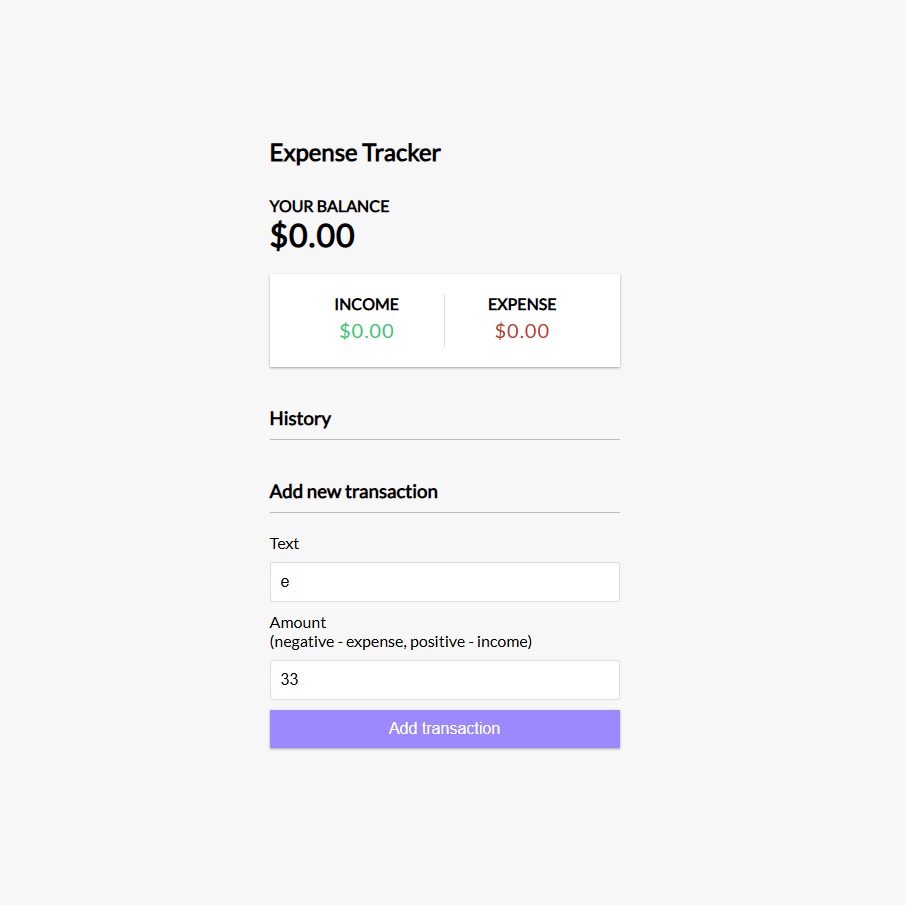 Expense Tracker
YOUR BALANCE
$0.00
INCOME EXPENSE
$0.00 $0.00
History
Add new transaction
Text
e
Amount
(negative - expense, positive - income)
33
Add transaction